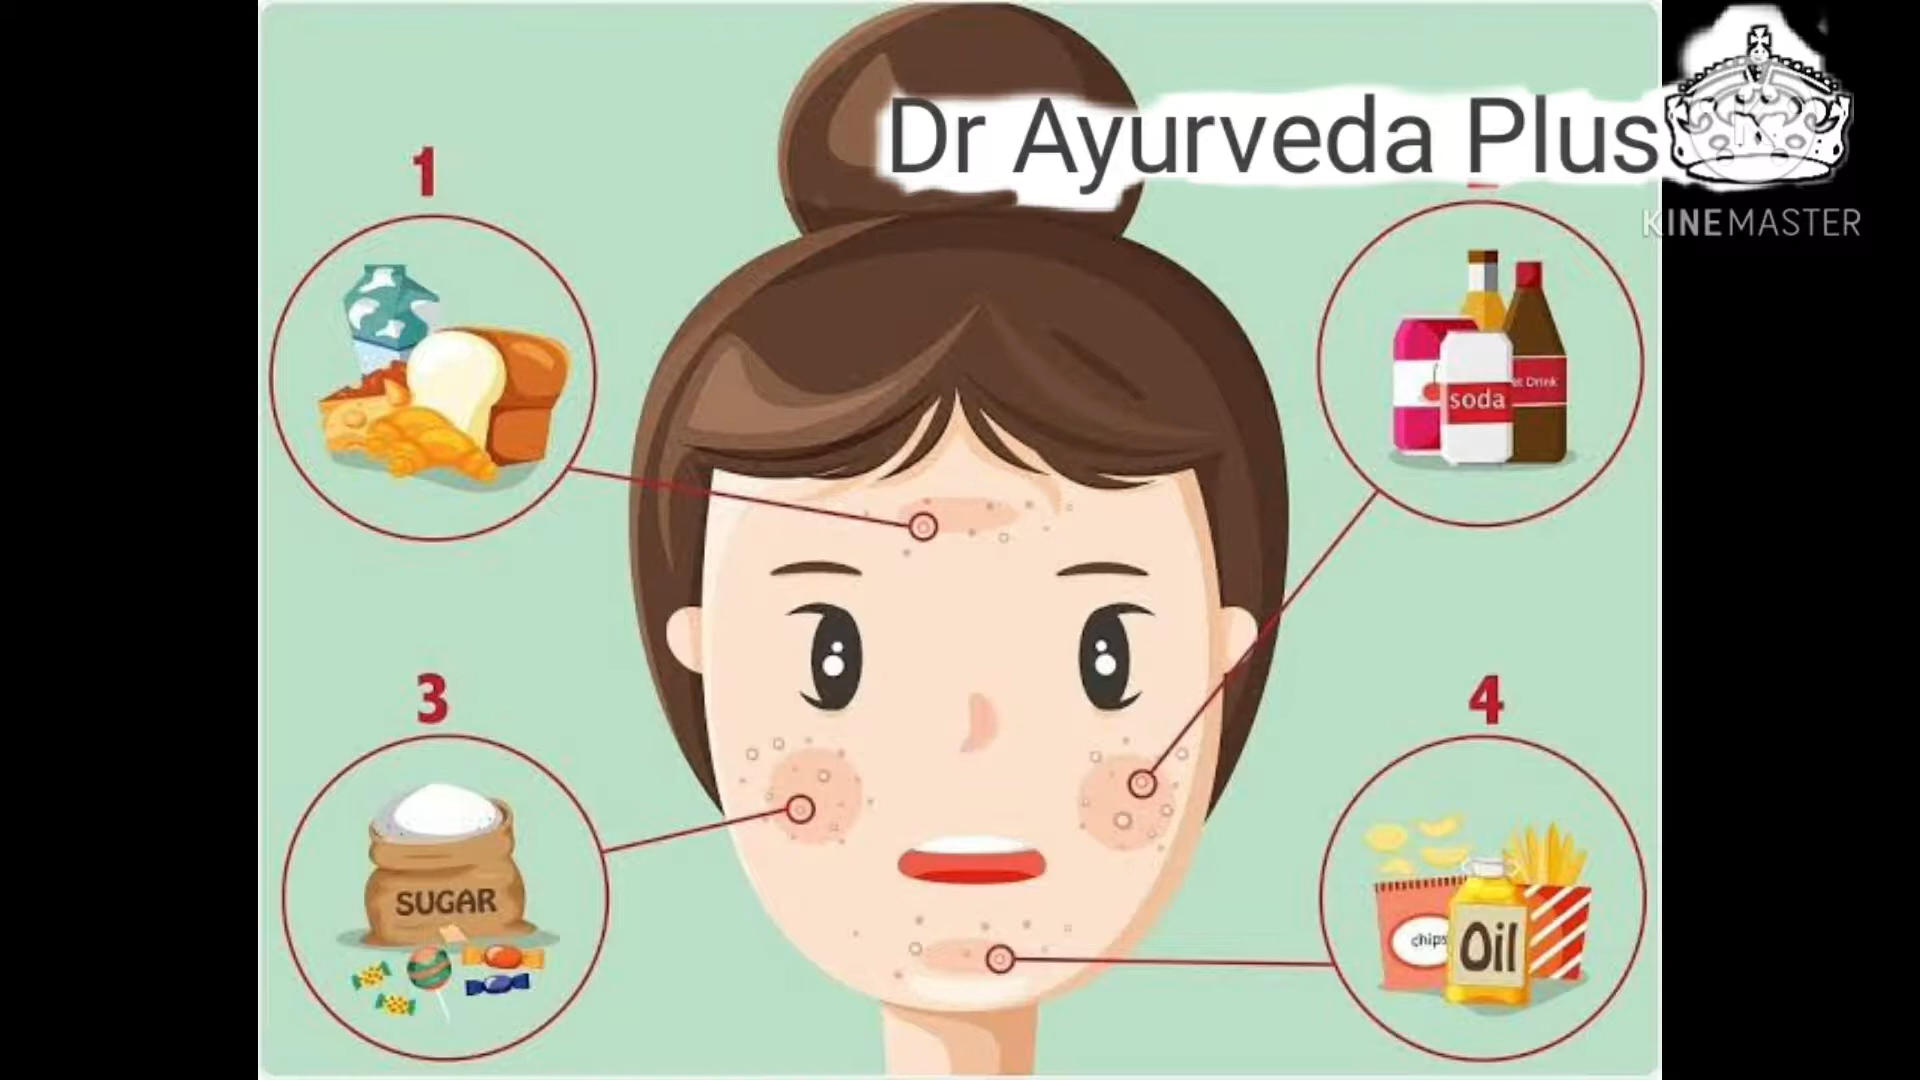 Dr Ayurveda Plus
KINEMASTER
1
soda
3
4
SUGAR
chips
Oil